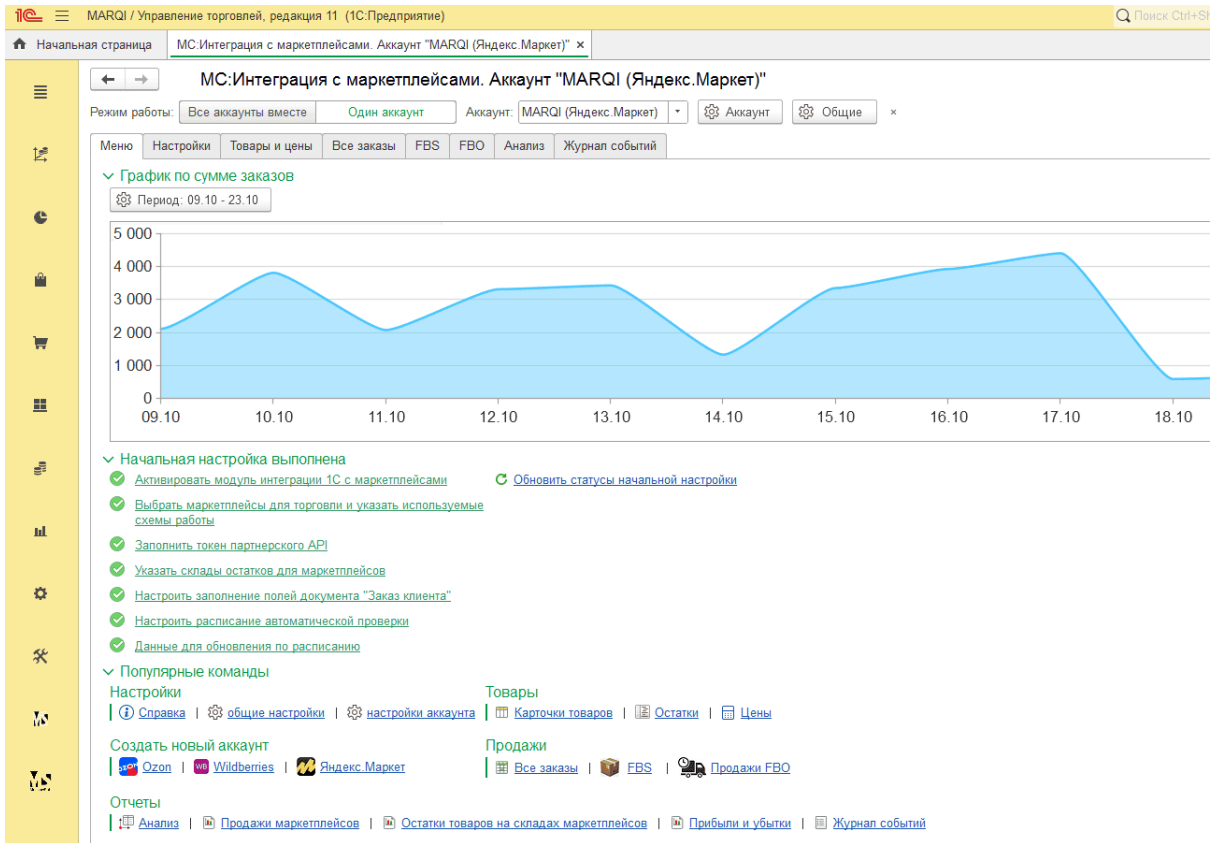 1С MARQI / Управление торговлей, редакция 11 (1С:Предприятие) Поиск Ctrl+Sh
Начальная страница МС:Интеграция с маркетплейсами. Аккаунт "MARQI (Яндекс.Маркет)" ×
МС:Интеграция с маркетплейсами. Аккаунт "MARQI (Яндекс.Маркет)"
Режим работы: Все аккаунты вместе Один аккаунт Аккаунт: MARQI (Яндекс.Маркет) Аккаунт Общие ×
Меню Настройки Товары и цены Все заказы FBS FBO Анализ Журнал событий
График по сумме заказов
Период: 09.10 - 23.10
5 000
4 000
3 000
2 000
1 000
0
09.10 10.10 11.10 12.10 13.10 14.10 15.10 16.10 17.10 18.10
Начальная настройка выполнена
Активировать модуль интеграции 1С с маркетплейсами Обновить статусы начальной настройки
Выбрать маркетплейсы для торговли и указать используемые
схемы работы
Заполнить токен партнерского API
Указать склады остатков для маркетплейсов
Настроить заполнение полей документа "Заказ клиента"
Настроить расписание автоматической проверки
Данные для обновления по расписанию
Популярные команды
Настройки Товары
Справка | общие настройки | настройки аккаунта Карточки товаров | Остатки | Цены
Создать новый аккаунт Продажи
ozon Ozon | WB Wildberries | Яндекс.Маркет Все заказы | FBS | Продажи FBO
Отчеты
Анализ | Продажи маркетплейсов | Остатки товаров на складах маркетплейсов | Прибыли и убытки | Журнал событий